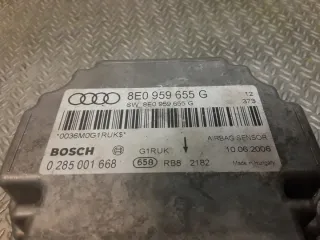 8E0 959 655 G
SW 8E0 959 655 G
12
373
*0036M0G1RUK$*
AIRBAG SENSOR
BOSCH G1RUK 10.06.2006
0 285 001 668 658 RB8 2182 Made in Hungary